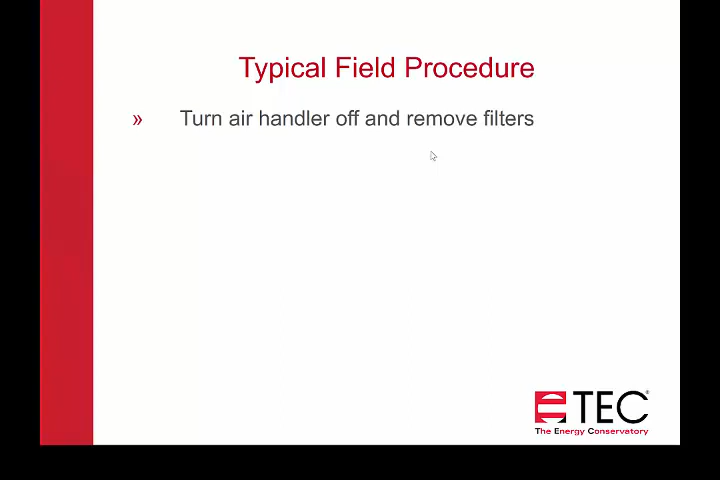 Typical Field Procedure
» Turn air handler off and remove filters
TEC®
The Energy Conservatory